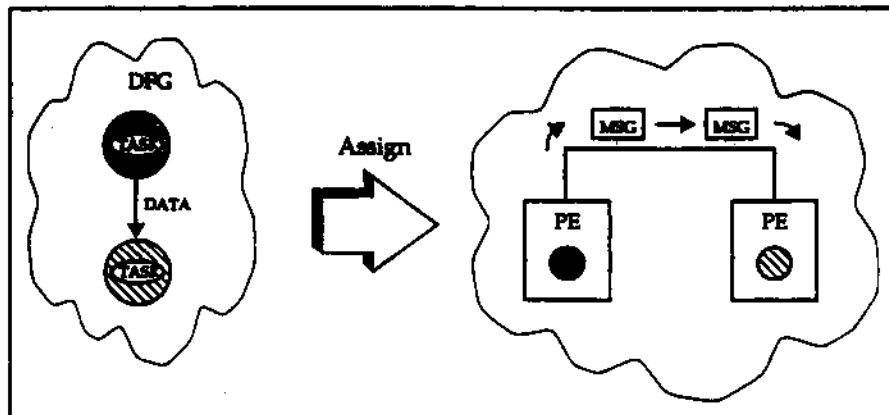 DFG
TASK
DATA
TASK
Assign
MSG
MSG
PE
PE